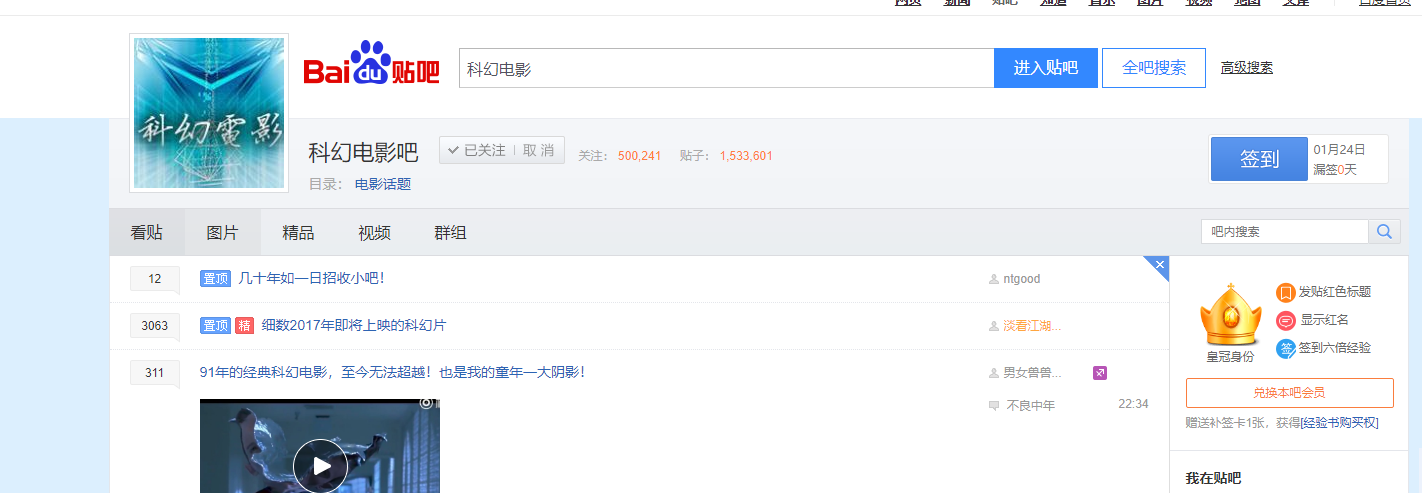 网页 新闻 贴吧 知道 音乐 图片 视频 地图 文库 百度首页
科幻電影
Baidu贴吧
科幻电影 进入贴吧 全吧搜索 高级搜索
科幻电影吧 已关注 取消 关注: 500,241 贴子: 1,533,601
目录: 电影话题
签到 01月24日
漏签0天
看贴 图片 精品 视频 群组 吧内搜索
12 置顶 几十年如一日招收小吧! ntgood
3063 置顶 精 细数2017年即将上映的科幻片 淡看江湖...
311 91年的经典科幻电影,至今无法超越!也是我的童年一大阴影! 男女兽兽...
不良中年 22:34
发贴红色标题
显示红名
签 签到六倍经验
皇冠身份
兑换本吧会员
赠送补签卡1张,获得[经验书购买权]
我在贴吧